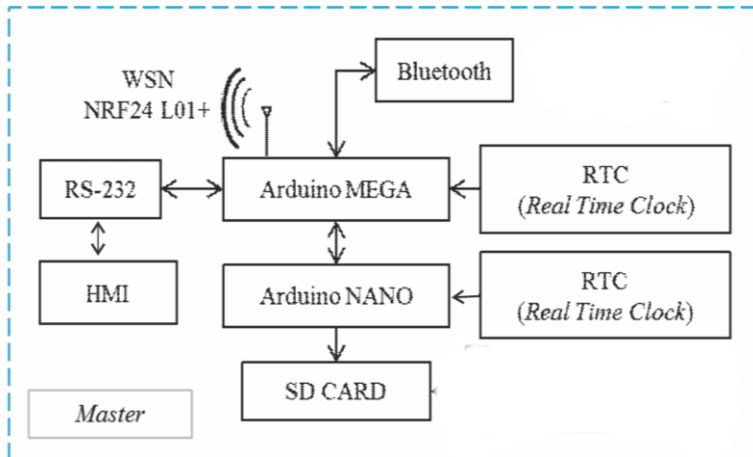 WSN
NRF24 L01+
Bluetooth
RS-232
Arduino MEGA
RTC
(Real Time Clock)
HMI
Arduino NANO
RTC
(Real Time Clock)
SD CARD
Master